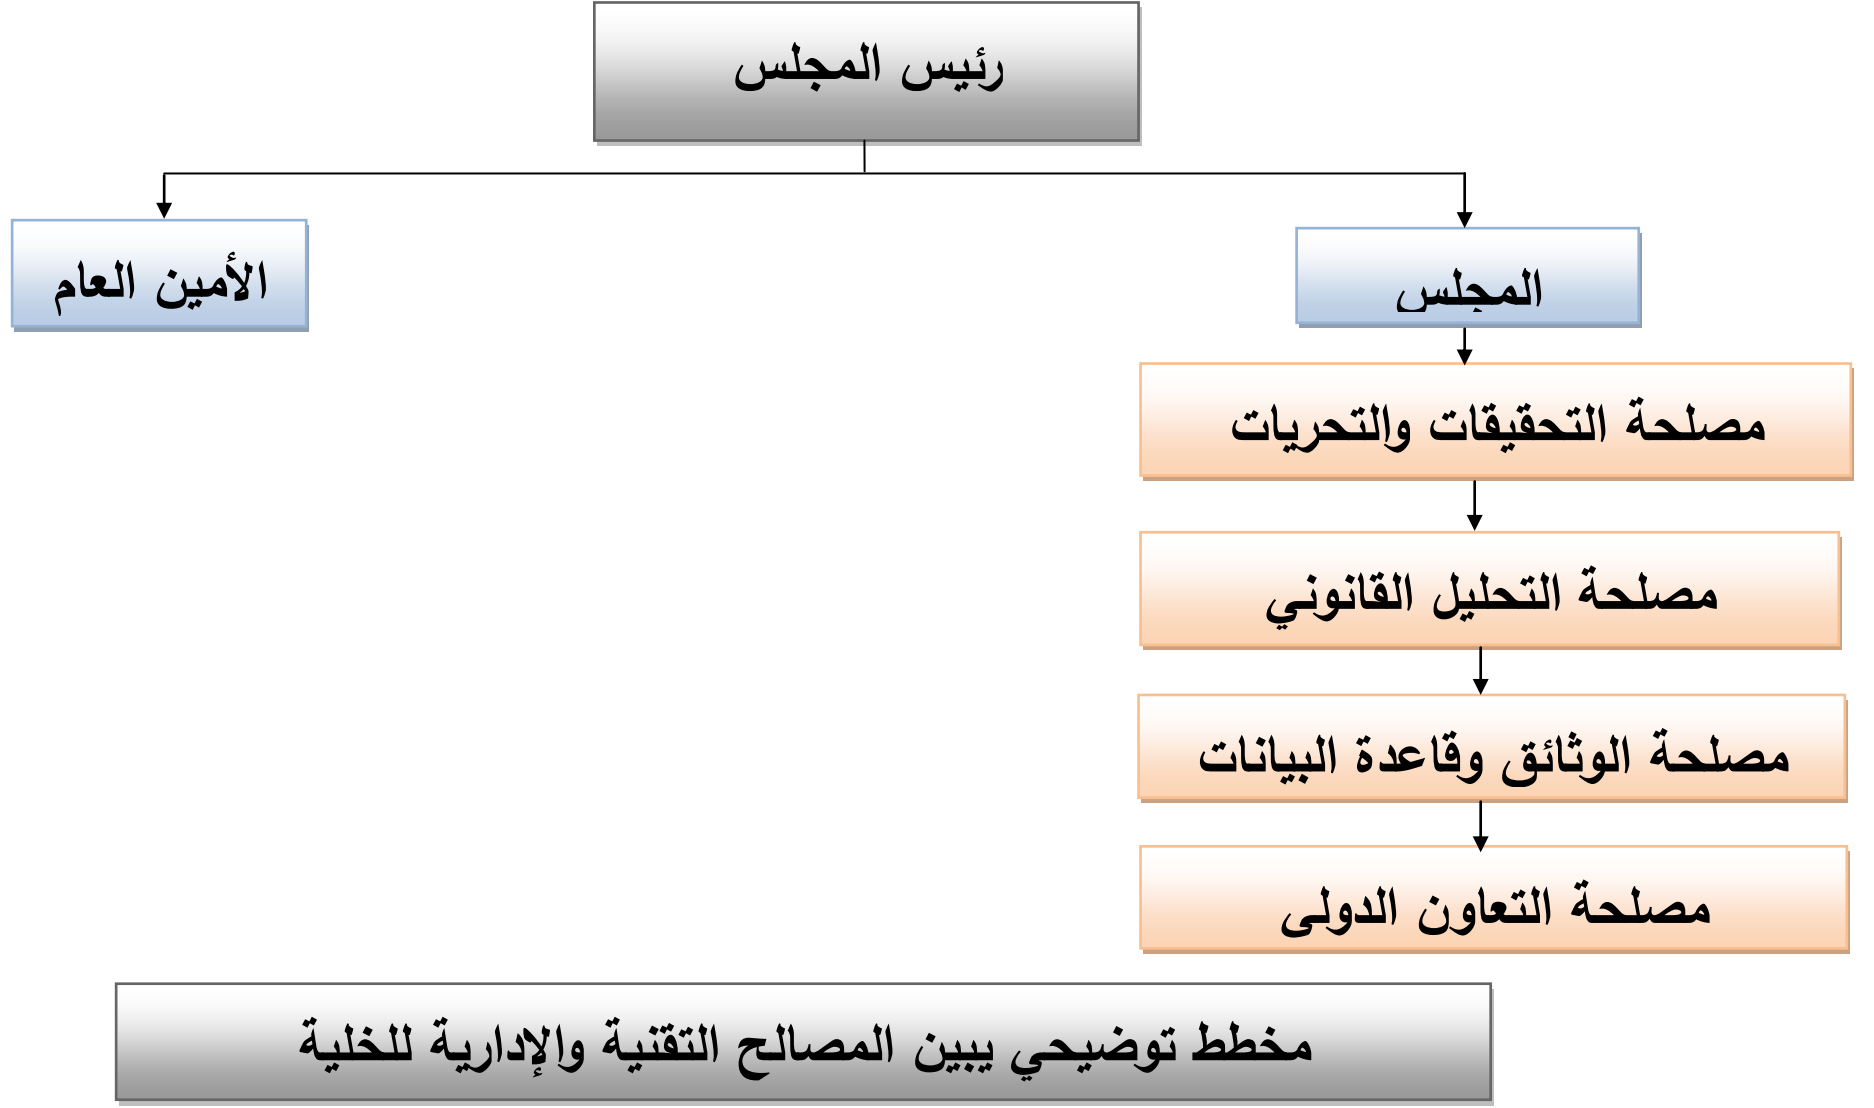 رئيس المجلس
المجلس
الأمين العام
مصلحة التحقيقات والتحريات
مصلحة التحليل القانوني
مصلحة الوثائق وقاعدة البيانات
مصلحة التعاون الدولى
مخطط توضيحي يبين المصالح التقنية والإدارية للخلية